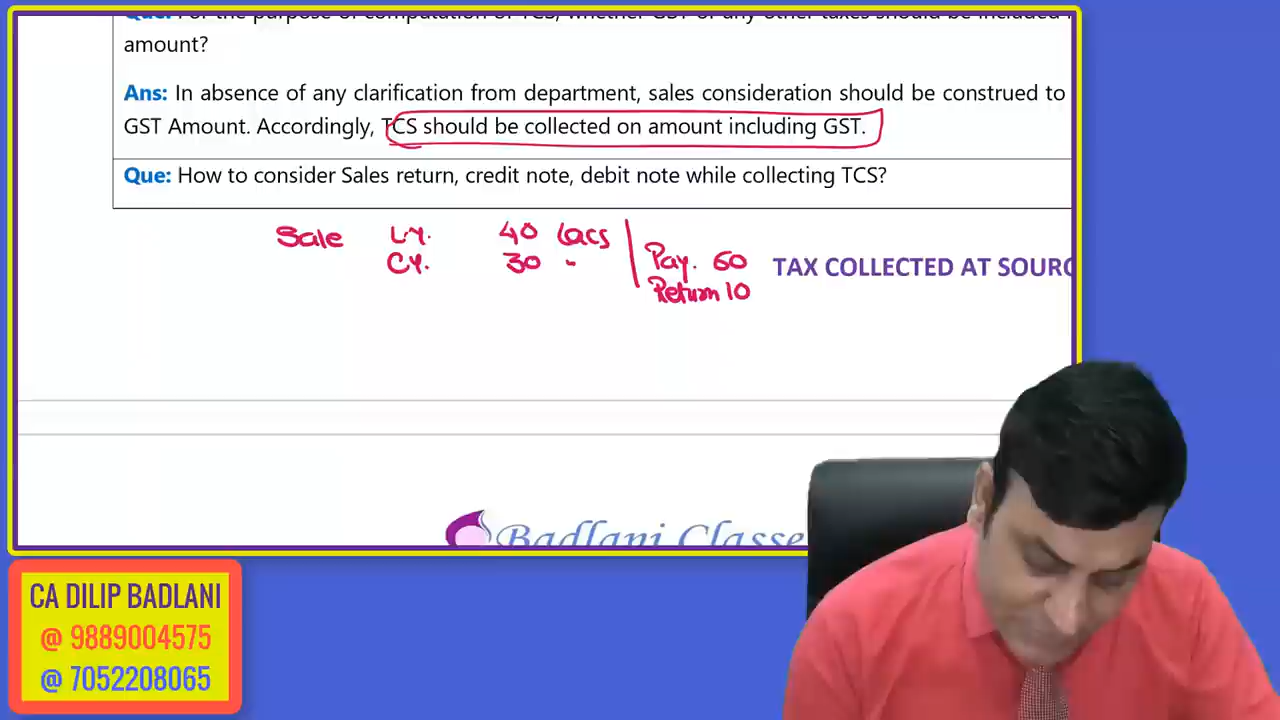 amount?
Ans: In absence of any clarification from department, sales consideration should be construed to
GST Amount. Accordingly, TCS should be collected on amount including GST.
Que: How to consider Sales return, credit note, debit note while collecting TCS?
Sale L.Y. 40 Lacs
Pay. 60
CY. 30 "
Return 10
TAX COLLECTED AT SOURC
Badlani Classe
CA DILIP BADLANI
@ 9889004575
@ 7052208065